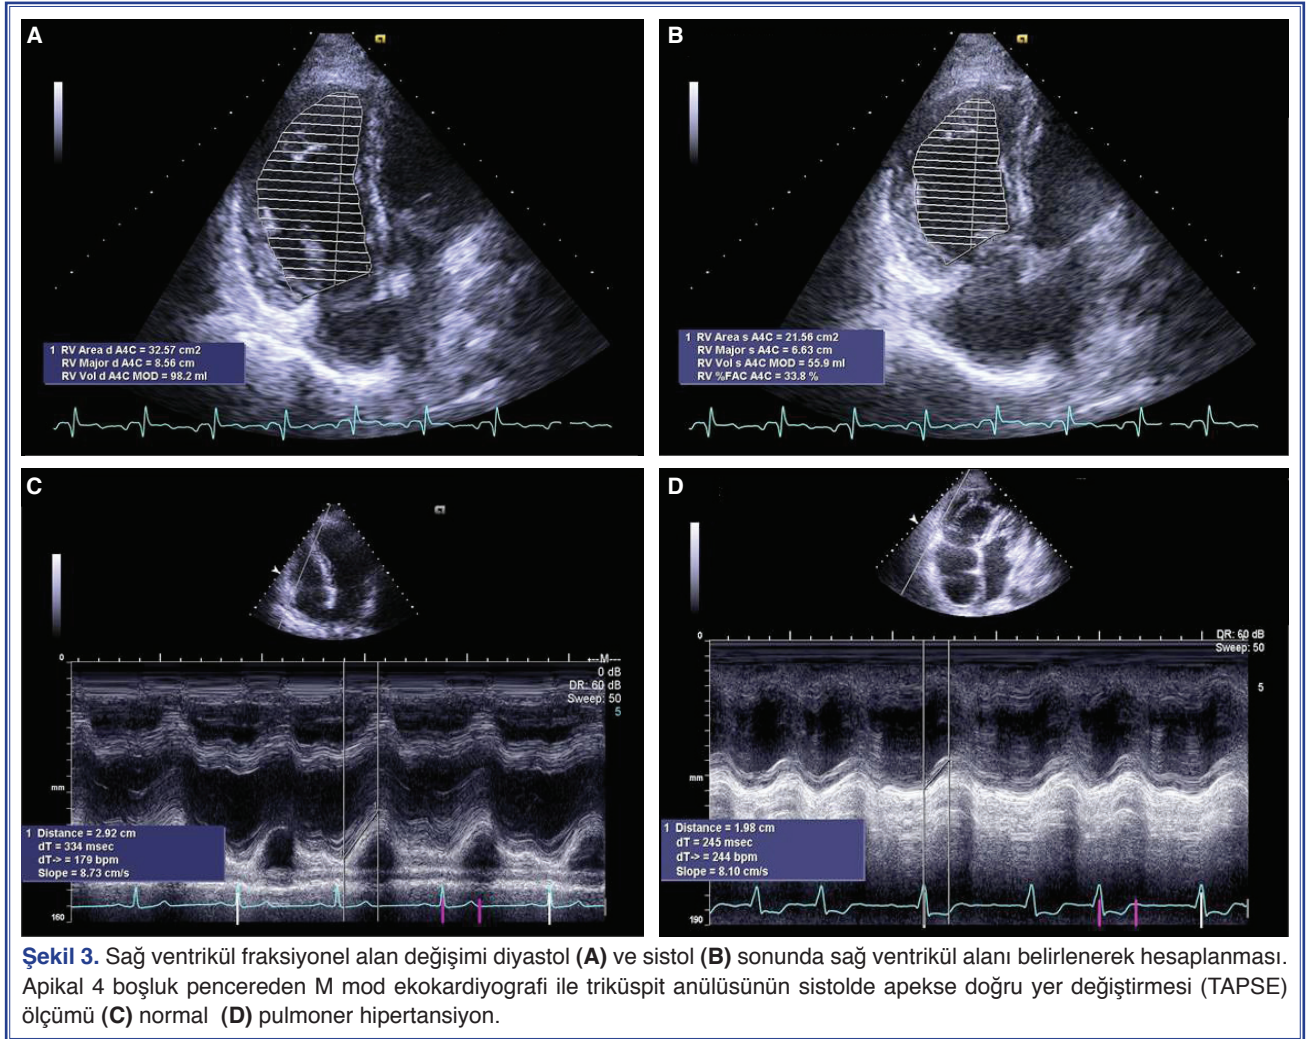 A
1 RV Area d A4C = 32.57 cm2
RV Major d A4C = 8.56 cm
RV Vol d A4C MOD = 98.2 ml
B
1 RV Area s A4C = 21.56 cm2
RV Major s A4C = 6.63 cm
RV Vol s A4C MOD = 55.9 ml
RV %FAC A4C = 33.8 %
C
0
---M---
0 dB
DR: 60 dB
Sweep: 50
5
mm
1 Distance = 2.92 cm
dT = 334 msec
dT-> = 179 bpm
Slope = 8.73 cm/s
160
D
0
DR: 60 dB
Sweep: 50
5
mm
1 Distance = 1.98 cm
dT = 245 msec
dT-> = 244 bpm
Slope = 8.10 cm/s
190
Şekil 3. Sağ ventrikül fraksiyonel alan değişimi diyastol (A) ve sistol (B) sonunda sağ ventrikül alanı belirlenerek hesaplanması.
Apikal 4 boşluk pencereden M mod ekokardiyografi ile triküspit anülüsünün sistolde apekse doğru yer değiştirmesi (TAPSE)
ölçümü (C) normal (D) pulmoner hipertansiyon.